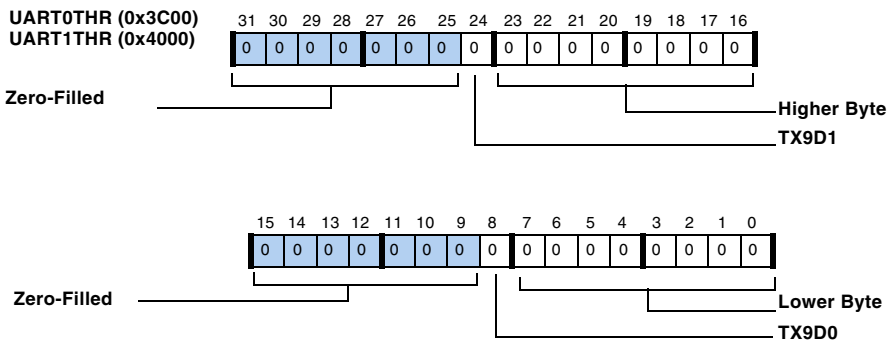 UART0THR (0x3C00)
UART1THR (0x4000)
31 30 29 28 27 26 25 24 23 22 21 20 19 18 17 16
0 0 0 0 0 0 0 0 0 0 0 0 0 0 0 0
Zero-Filled
Higher Byte
TX9D1
15 14 13 12 11 10 9 8 7 6 5 4 3 2 1 0
0 0 0 0 0 0 0 0 0 0 0 0 0 0 0 0
Zero-Filled
Lower Byte
TX9D0